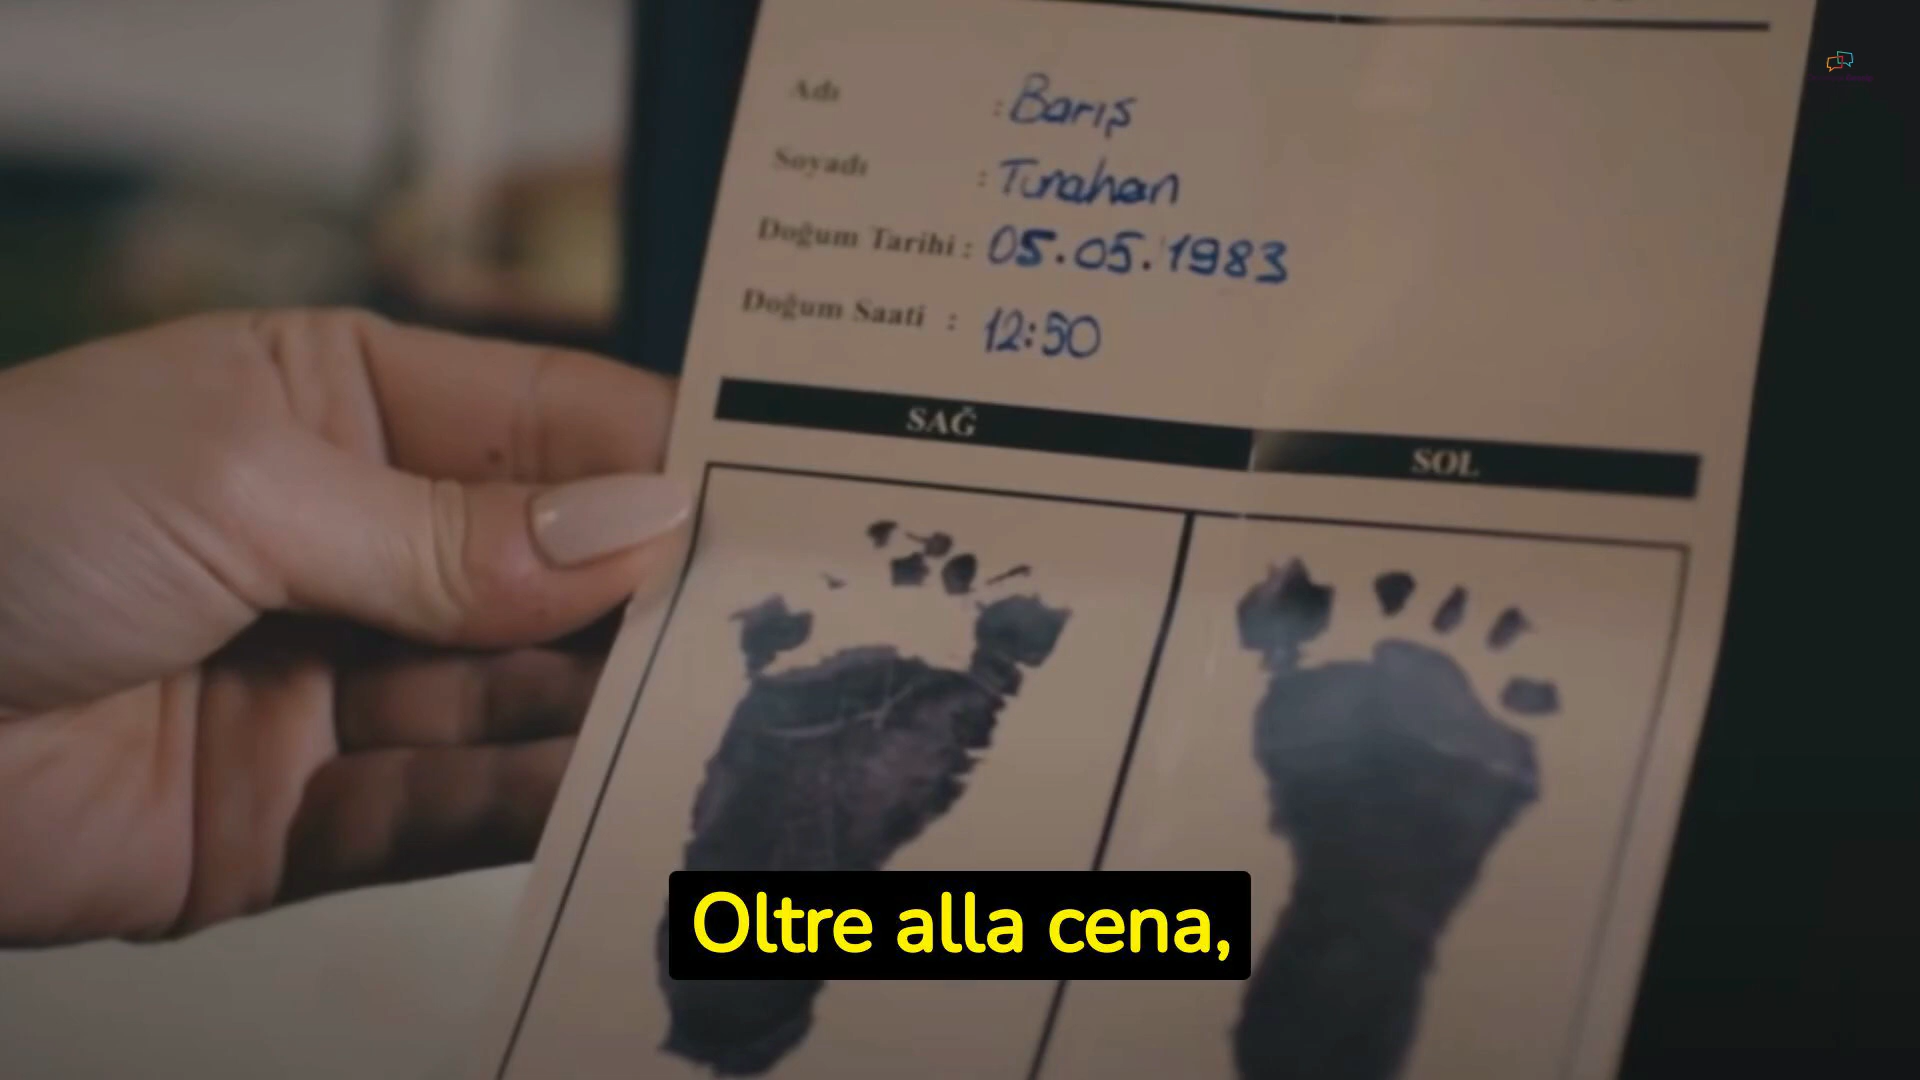 Adı : Barış
Soyadı : Turahan
Doğum Tarihi : 05.05.1983
Doğum Saati : 12:50
SAĞ SOL
Oltre alla cena,